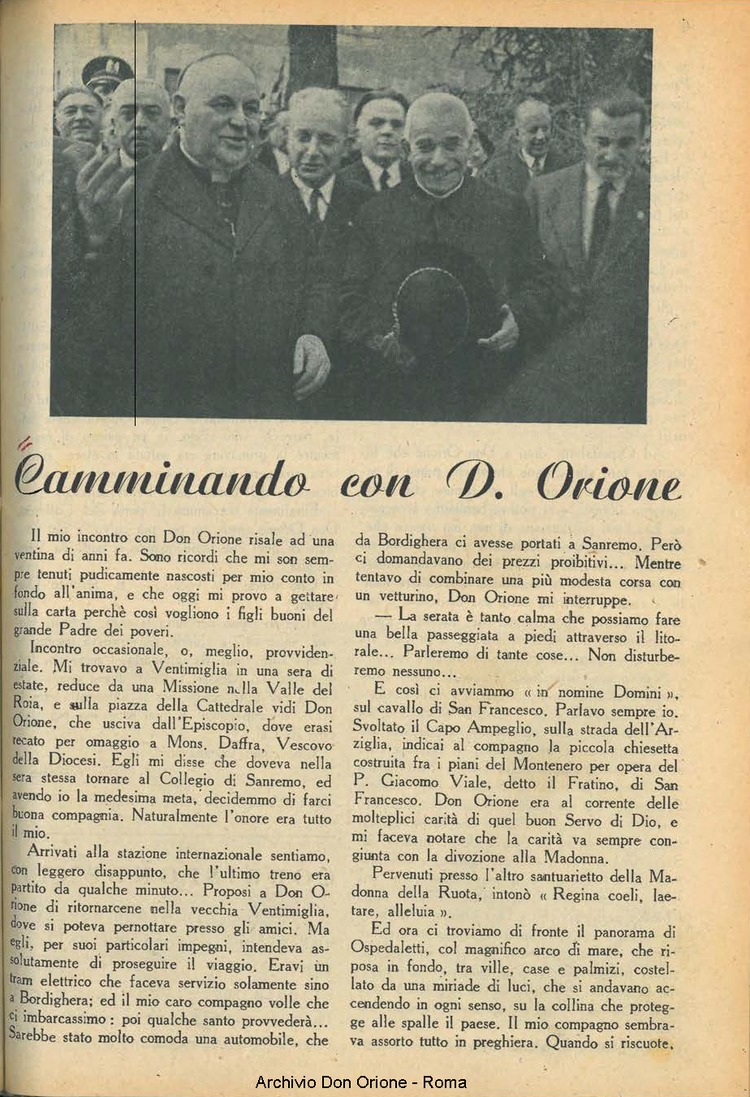 Camminando con D. Orione
Il mio incontro con Don Orione risale ad una
ventina di anni fa. Sono ricordi che mi son sem-
pre tenuti pudicamente nascosti per mio conto in
fondo all'anima, e che oggi mi provo a gettare
sulla carta perchè così vogliono i figli buoni del
grande Padre dei poveri.
Incontro occasionale, o, meglio, provviden-
ziale. Mi trovavo a Ventimiglia in una sera di
estate, reduce da una Missione nella Valle del
Roia, e sulla piazza della Cattedrale vidi Don
Orione, che usciva dall'Episcopio, dove erasi
recato per omaggio a Mons. Daffra, Vescovo
della Diocesi. Egli mi disse che doveva nella
sera stessa tornare al Collegio di Sanremo, ed
avendo io la medesima meta, decidemmo di farci
buona compagnia. Naturalmente l'onore era tutto
il mio.
Arrivati alla stazione internazionale sentiamo,
con leggero disappunto, che l'ultimo treno era
partito da qualche minuto... Proposi a Don O-
rione di ritornarcene nella vecchia Ventimiglia,
dove si poteva pernottare presso gli amici. Ma
egli, per suoi particolari impegni, intendeva as-
solutamente di proseguire il viaggio. Eravi un
tram elettrico che faceva servizio solamente sino
a Bordighera; ed il mio caro compagno volle che
ci imbarcassimo : poi qualche santo provvederà...
Sarebbe stato molto comoda una automobile, che
da Bordighera ci avesse portati a Sanremo. Però
ci domandavano dei prezzi proibitivi... Mentre
tentavo di combinare una più modesta corsa con
un vetturino, Don Orione mi interruppe.
— La serata è tanto calma che possiamo fare
una bella passeggiata a piedi attraverso il lito-
rale... Parleremo di tante cose... Non disturbe-
remo nessuno...
E così ci avviammo « in nomine Domini »,
sul cavallo di San Francesco. Parlavo sempre io.
Svoltato il Capo Ampeglio, sulla strada dell'Ar-
ziglia, indicai al compagno la piccola chiesetta
costruita fra i piani del Montenero per opera del
P. Giacomo Viale, detto il Fratino, di San
Francesco. Don Orione era al corrente delle
molteplici carità di quel buon Servo di Dio, e
mi faceva notare che la carità va sempre con-
giunta con la divozione alla Madonna.
Pervenuti presso l'altro santuarietto della Ma-
donna della Ruota, intonò « Regina coeli, lae-
tare, alleluia ».
Ed ora ci troviamo di fronte il panorama di
Ospedaletti, col magnifico arco di mare, che ri-
posa in fondo, tra ville, case e palmizi, costel-
lato da una miriade di luci, che si andavano ac-
cendendo in ogni senso, su la collina che proteg-
ge alle spalle il paese. Il mio compagno sembra-
va assorto tutto in preghiera. Quando si riscuote,
Archivio Don Orione - Roma